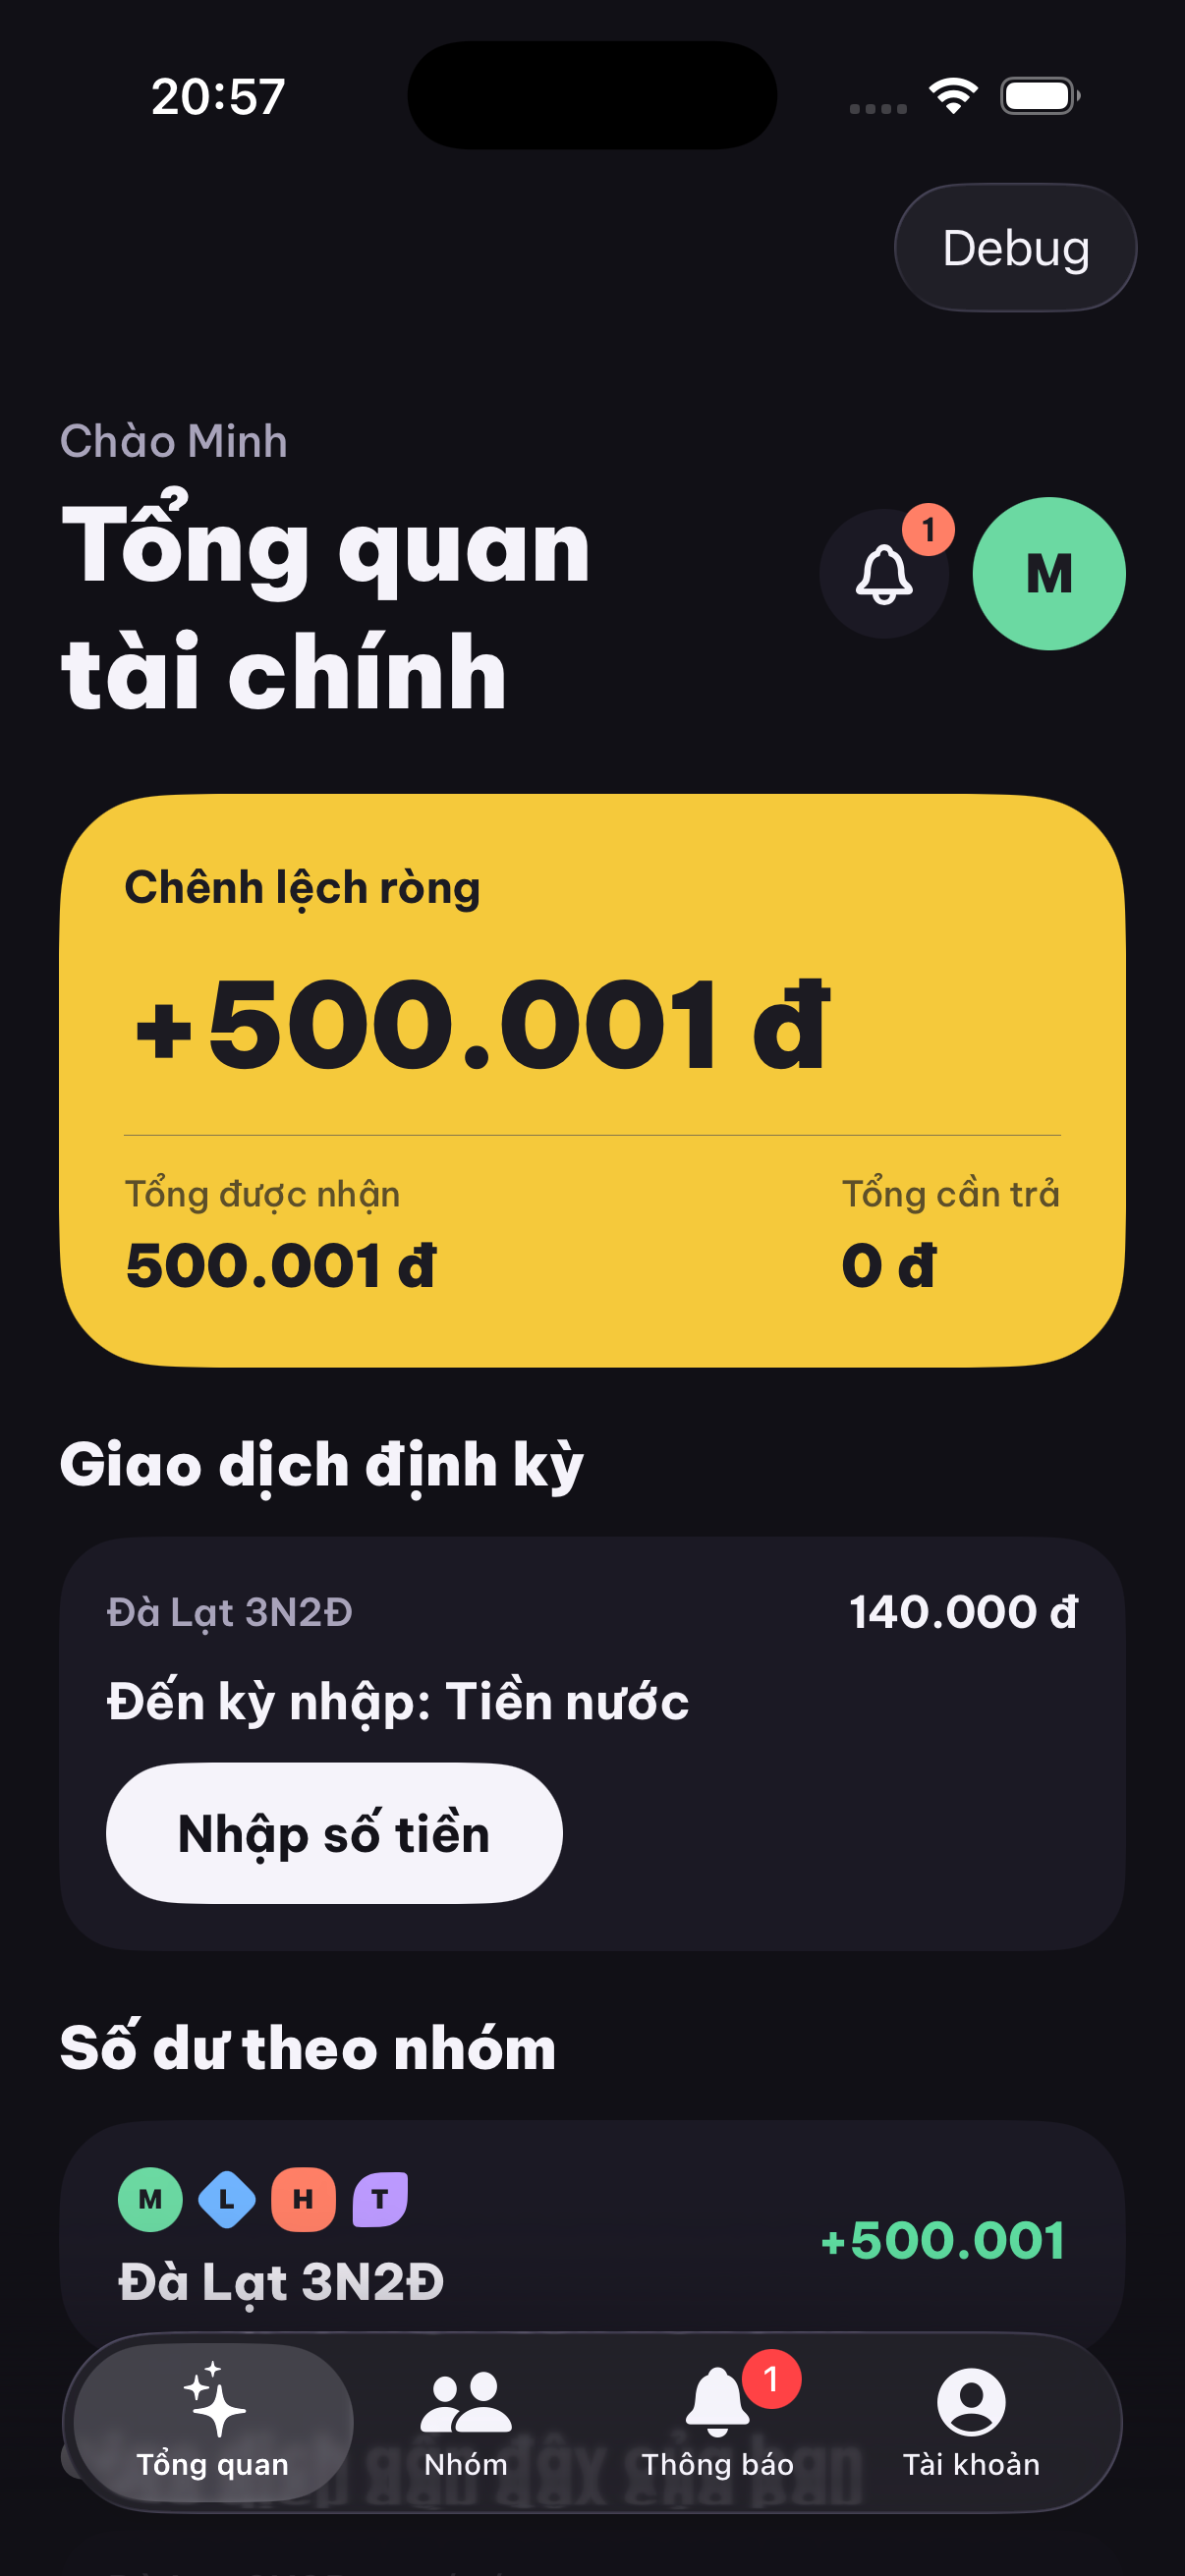 20:57
Debug
Chào Minh
Tổng quan
tài chính
1
M
Chênh lệch ròng
+500.001 đ
Tổng được nhận
Tổng cần trả
500.001 đ
0 đ
Giao dịch định kỳ
Đà Lạt 3N2Đ
140.000 đ
Đến kỳ nhập: Tiền nước
Nhập số tiền
Số dư theo nhóm
M L H T
+500.001
Đà Lạt 3N2Đ
1
Tổng quan
Nhóm
Thông báo
Tài khoản